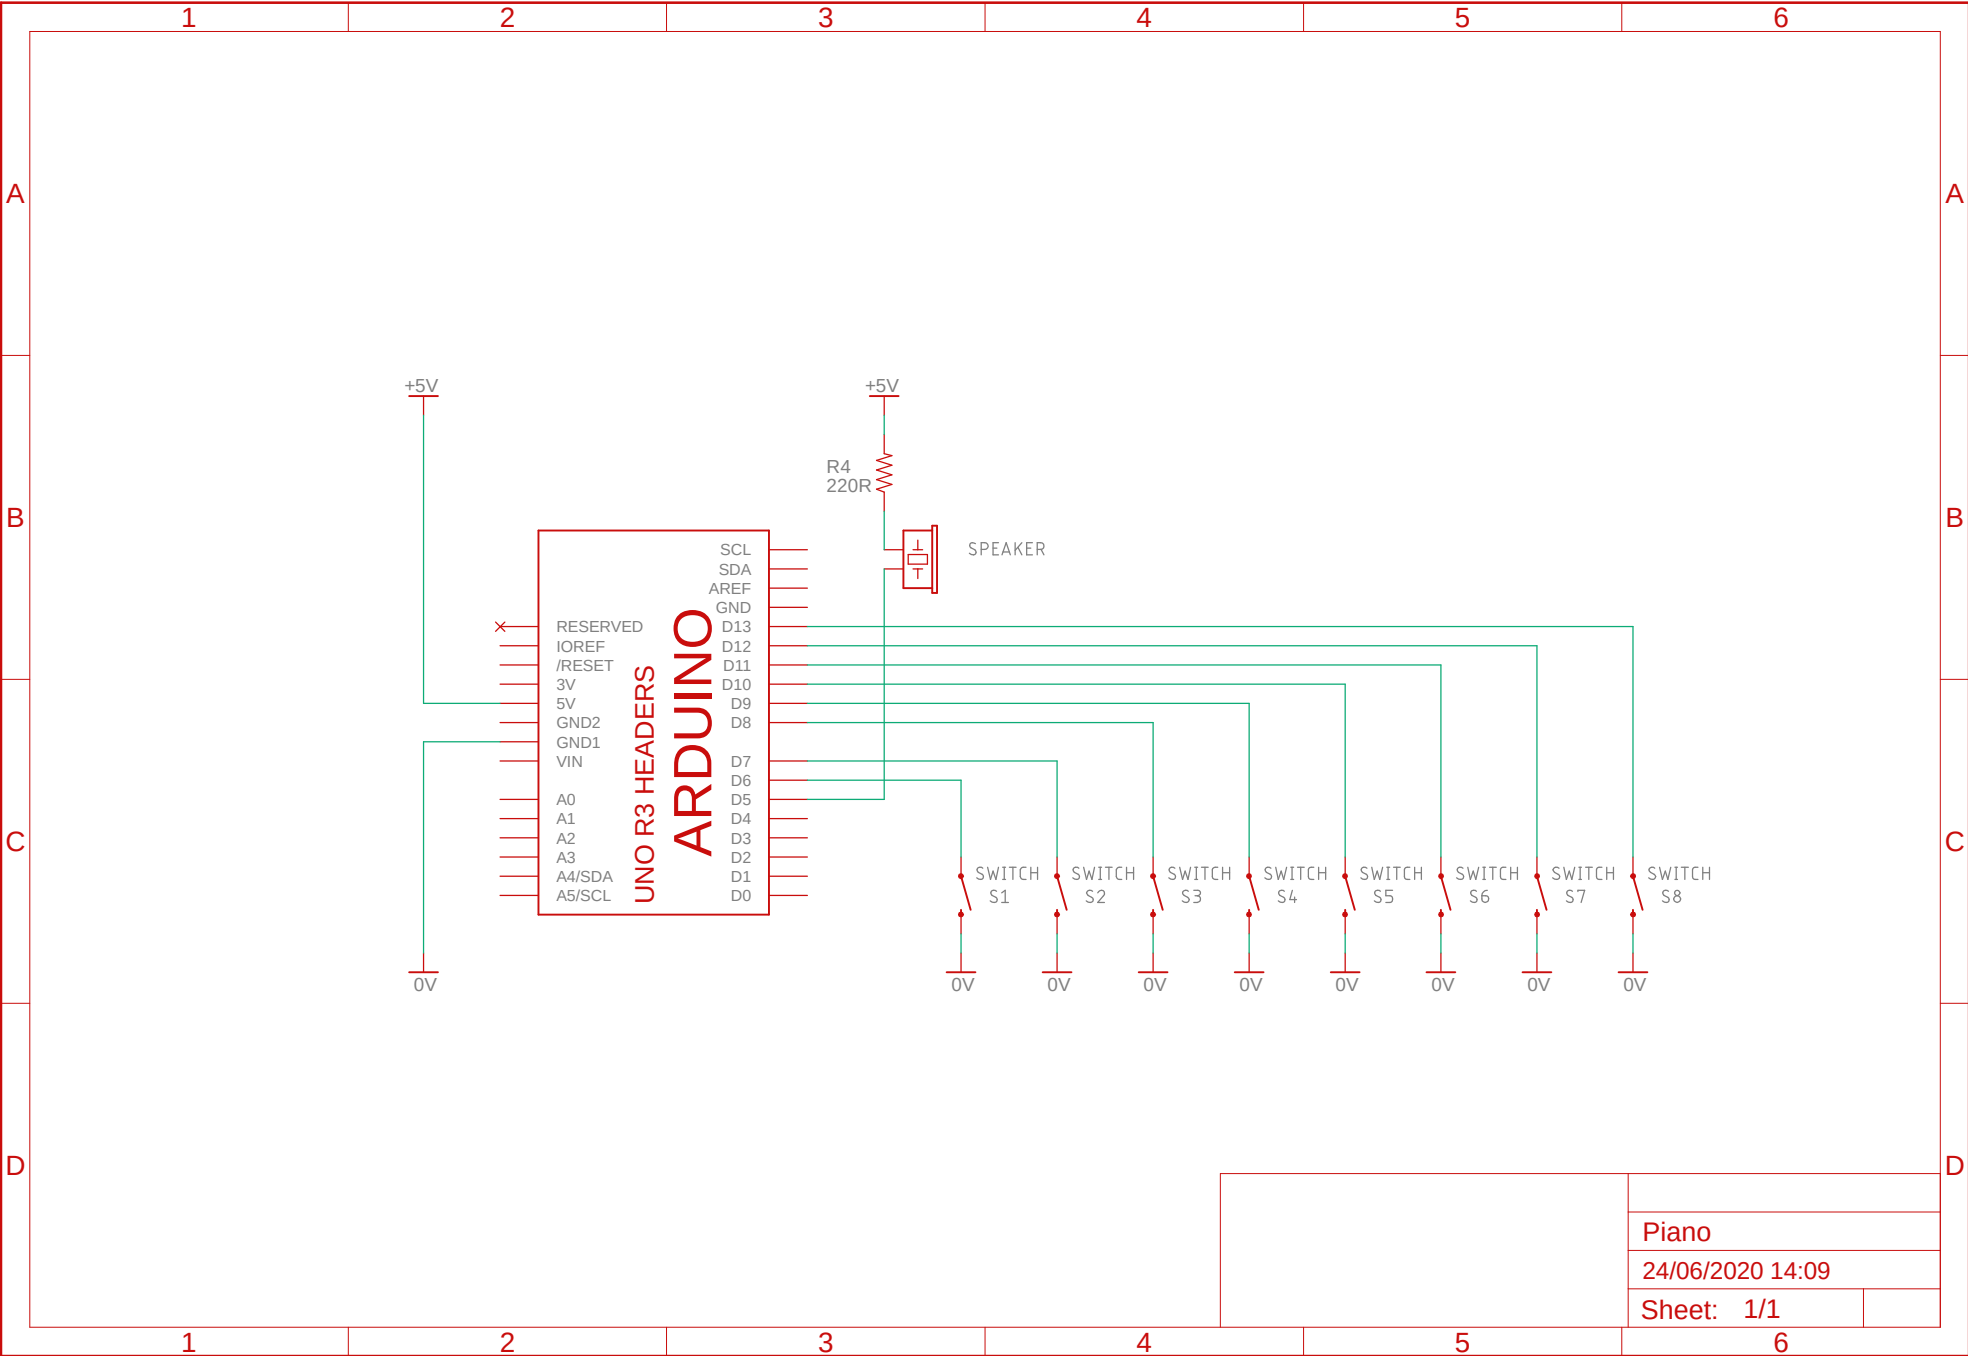 1 2 3 4 5 6
A A
+5V +5V
R4
220R
B B
SPEAKER
SCL
SDA
AREF
GND
RESERVED D13
IOREF D12
/RESET D11
3V D10
5V D9
GND2 D8
GND1
VIN D7
D6
A0 D5
A1 D4
A2 D3
A3 D2
A4/SDA D1
A5/SCL D0
UNO R3 HEADERS
ARDUINO
C C
SWITCH SWITCH SWITCH SWITCH SWITCH SWITCH SWITCH SWITCH
S1 S2 S3 S4 S5 S6 S7 S8
0V 0V 0V 0V 0V 0V 0V 0V 0V
D D
Piano
24/06/2020 14:09
Sheet: 1/1
1 2 3 4 5 6